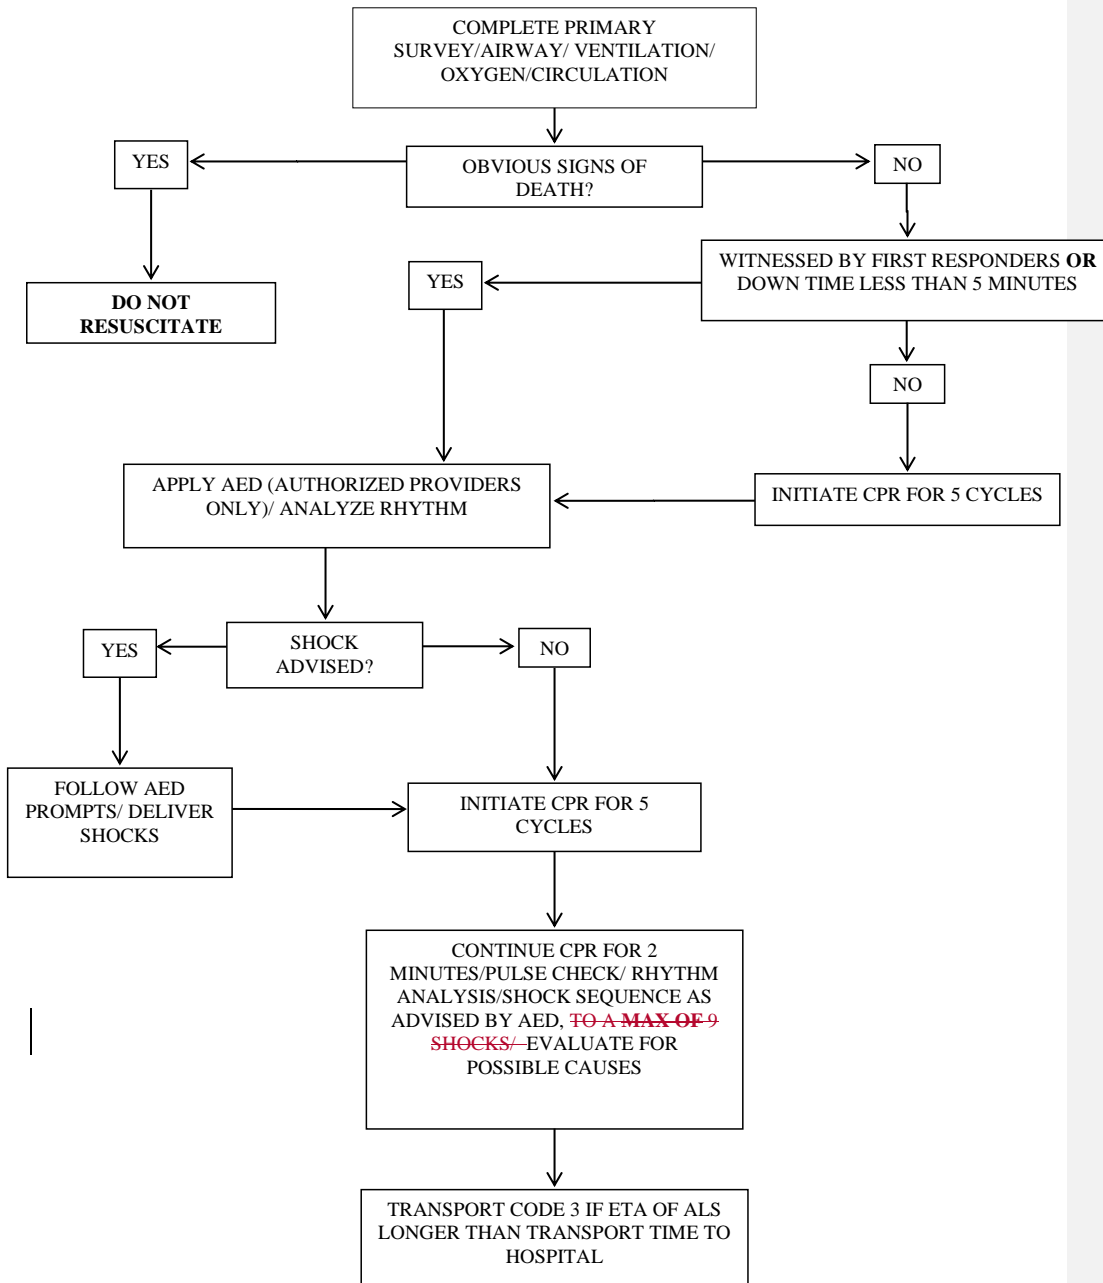 COMPLETE PRIMARY
SURVEY/AIRWAY/ VENTILATION/
OXYGEN/CIRCULATION
YES
OBVIOUS SIGNS OF
DEATH?
NO
WITNESSED BY FIRST RESPONDERS OR
DOWN TIME LESS THAN 5 MINUTES
YES
DO NOT
RESUSCITATE
NO
APPLY AED (AUTHORIZED PROVIDERS
ONLY)/ ANALYZE RHYTHM
INITIATE CPR FOR 5 CYCLES
YES
SHOCK
ADVISED?
NO
FOLLOW AED
PROMPTS/ DELIVER
SHOCKS
INITIATE CPR FOR 5
CYCLES
CONTINUE CPR FOR 2
MINUTES/PULSE CHECK/ RHYTHM
ANALYSIS/SHOCK SEQUENCE AS
ADVISED BY AED, TO A MAX OF 9
SHOCKS/ EVALUATE FOR
POSSIBLE CAUSES
TRANSPORT CODE 3 IF ETA OF ALS
LONGER THAN TRANSPORT TIME TO
HOSPITAL